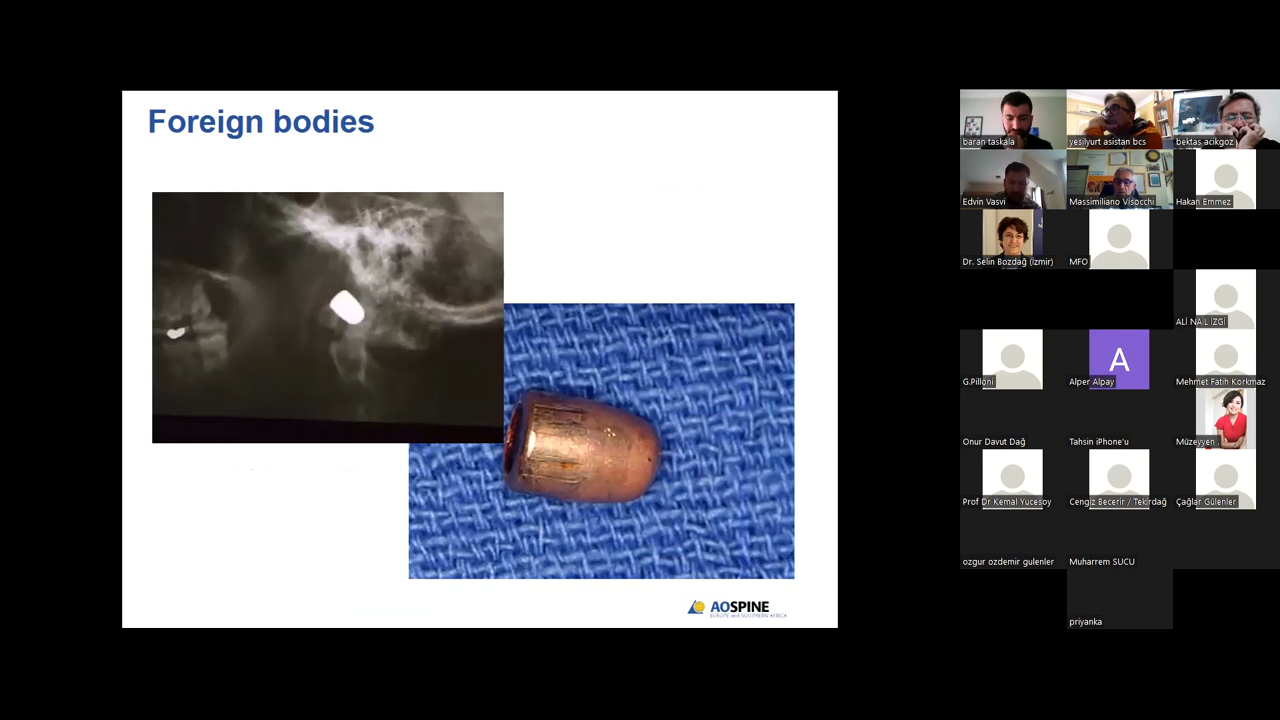 Foreign bodies
AOSPINE
EUROPE and SOUTHERN AFRICA
baran taskala
yesilyurt asistan bcs
bektas acikgoz
Edvin Vasvi
Massimiliano Visocchi
Hakan Emmez
Dr. Selin Bozdağ (İzmir)
MFO
ALİ NAİL İZGİ
G.Pilloni
A
Alper Alpay
Mehmet Fatih Korkmaz
Onur Davut Dağ
Tahsin iPhone'u
Müzeyyen .
Prof Dr Kemal Yucesoy
Cengiz Becerir / Tekirdağ
Çağlar Gülenler
ozgur ozdemir gulenler
Muharrem SUCU
priyanka